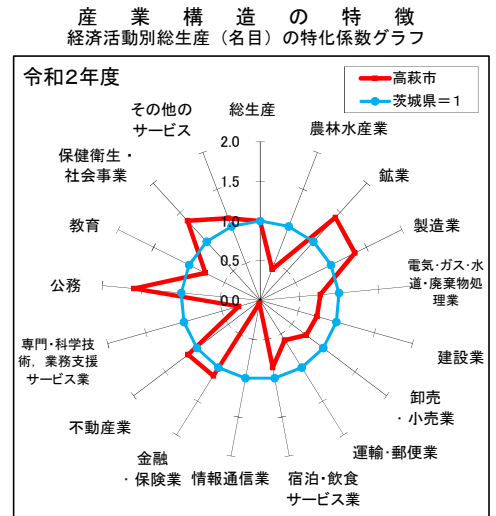 産業構造の特徴
経済活動別総生産（名目）の特化係数グラフ
令和2年度
高萩市
茨城県＝1
総生産
農林水産業
鉱業
製造業
電気・ガス・水
道・廃棄物処
理業
建設業
卸売
・小売業
運輸・郵便業
宿泊・飲食
サービス業
情報通信業
金融
・保険業
不動産業
専門・科学技
術，業務支援
サービス業
公務
教育
保健衛生・
社会事業
その他の
サービス
2.0
1.5
1.0
0.5
0.0